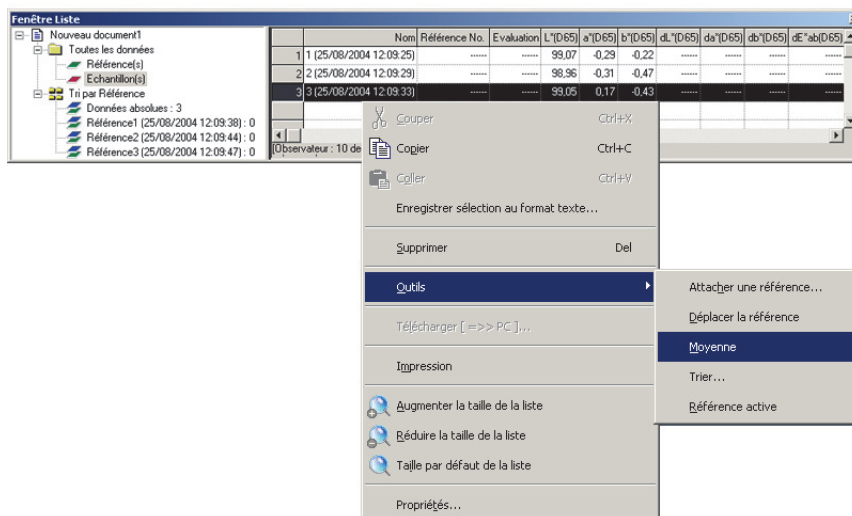 Fenêtre Liste
Nouveau document1
Toutes les données
Référence(s)
Echantillon(s)
Tri par Référence
Données absolues : 3
Référence1 (25/08/2004 12:09:38) : 0
Référence2 (25/08/2004 12:09:44) : 0
Référence3 (25/08/2004 12:09:47) : 0
Nom Référence No. Evaluation L*(D65) a*(D65) b*(D65) dL*(D65) da*(D65) db*(D65) dE*ab(D65)
1 1 (25/08/2004 12:09:25) ------ ------ 99,07 -0,29 -0,22 ------ ------ ------ ------
2 2 (25/08/2004 12:09:29) ------ ------ 98,96 -0,31 -0,47 ------ ------ ------ ------
3 3 (25/08/2004 12:09:33) ------ ------ 99,05 0,17 -0,43 ------ ------ ------ ------
Observateur : 10 de
Couper Ctrl+X
Copier Ctrl+C
Coller Ctrl+V
Enregistrer sélection au format texte...
Supprimer Del
Outils
Télécharger [ =>> PC ]...
Impression
Augmenter la taille de la liste
Réduire la taille de la liste
Taille par défaut de la liste
Propriétés...
Attacher une référence...
Déplacer la référence
Moyenne
Trier...
Référence active